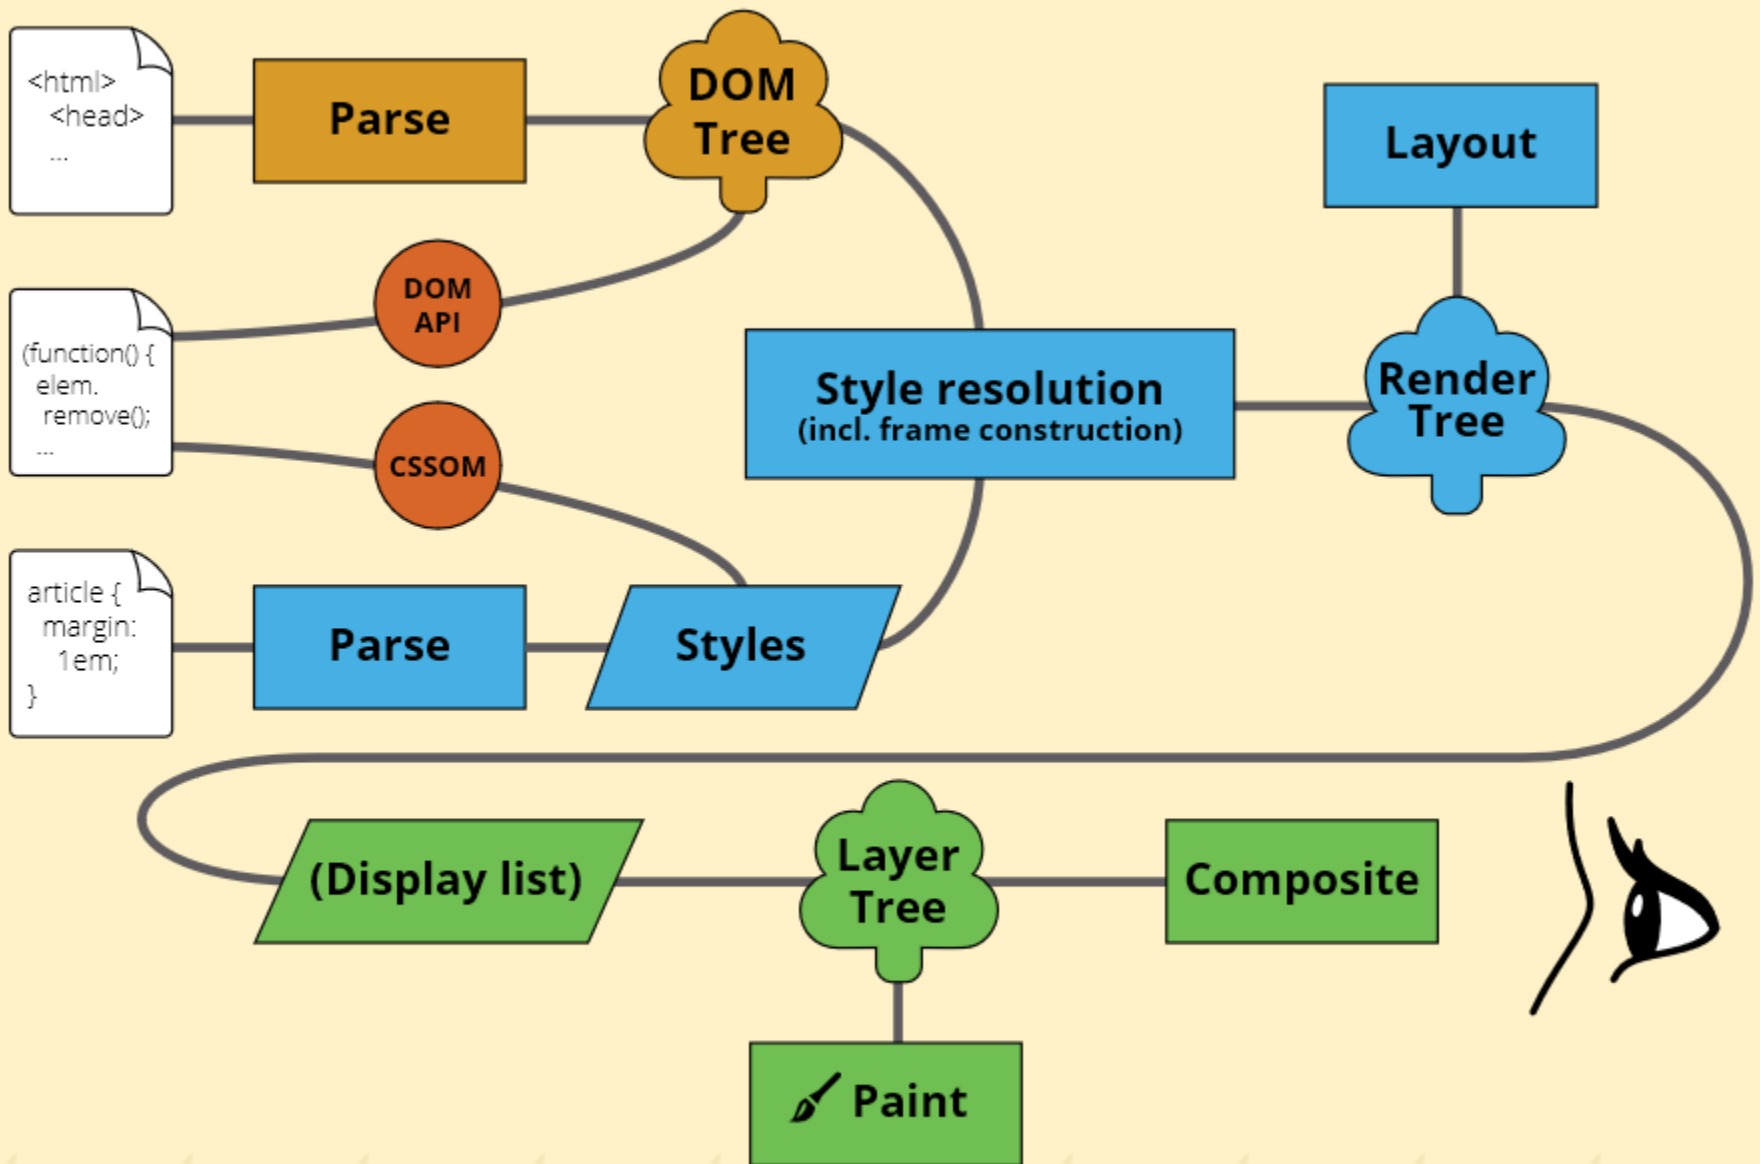 <html>
<head>
...
Parse
DOM
Tree
Layout
(function() {
elem.
remove();
...
DOM
API
CSSOM
Style resolution
(incl. frame construction)
Render
Tree
article {
margin:
1em;
}
Parse
Styles
(Display list)
Layer
Tree
Composite
Paint